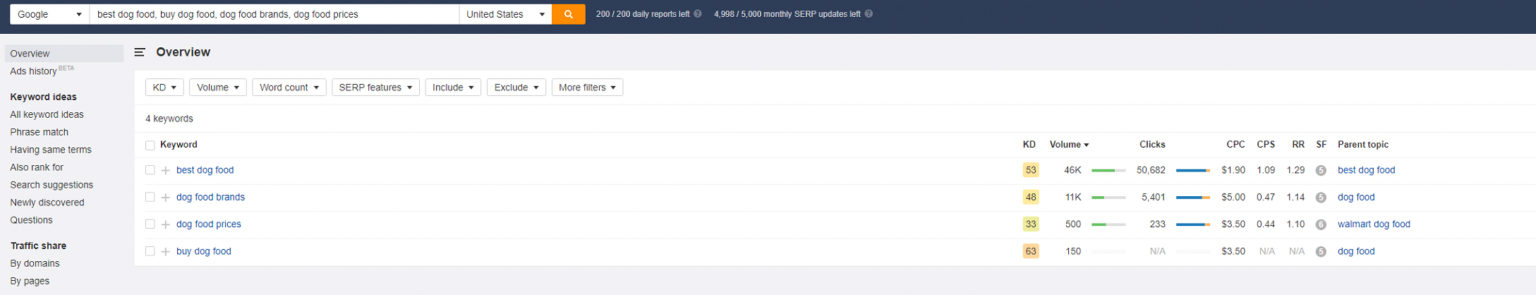 Google best dog food, buy dog food, dog food brands, dog food prices United States 200 / 200 daily reports left 4,998 / 5,000 monthly SERP updates left
Overview
Ads history BETA
Keyword ideas
All keyword ideas
Phrase match
Having same terms
Also rank for
Search suggestions
Newly discovered
Questions
Traffic share
By domains
By pages
Overview
KD Volume Word count SERP features Include Exclude More filters
4 keywords
Keyword KD Volume Clicks CPC CPS RR SF Parent topic
best dog food 53 46K 50,682 $1.90 1.09 1.29 5 best dog food
dog food brands 48 11K 5,401 $5.00 0.47 1.14 5 dog food
dog food prices 33 500 233 $3.50 0.44 1.10 6 walmart dog food
buy dog food 63 150 N/A $3.50 N/A N/A 5 dog food